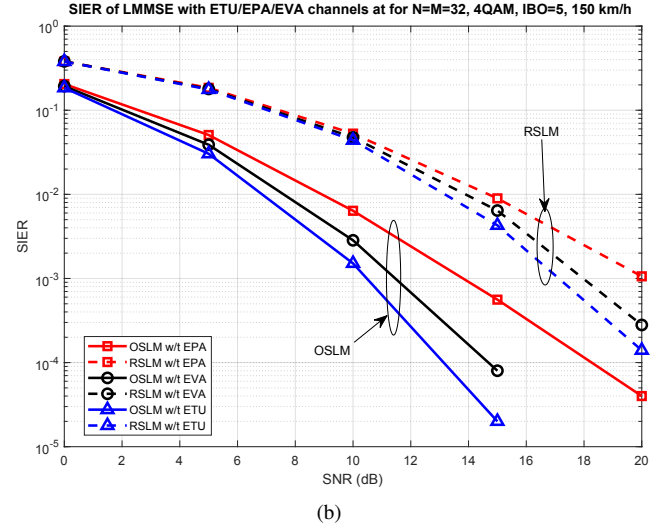 SIER of LMMSE with ETU/EPA/EVA channels at for N=M=32, 4QAM, IBO=5, 150 km/h
10^0
10^-1
10^-2
10^-3
10^-4
10^-5
SIER
RSLM
OSLM
OSLM w/t EPA
RSLM w/t EPA
OSLM w/t EVA
RSLM w/t EVA
OSLM w/t ETU
RSLM w/t ETU
0 2 4 6 8 10 12 14 16 18 20
SNR (dB)
(b)